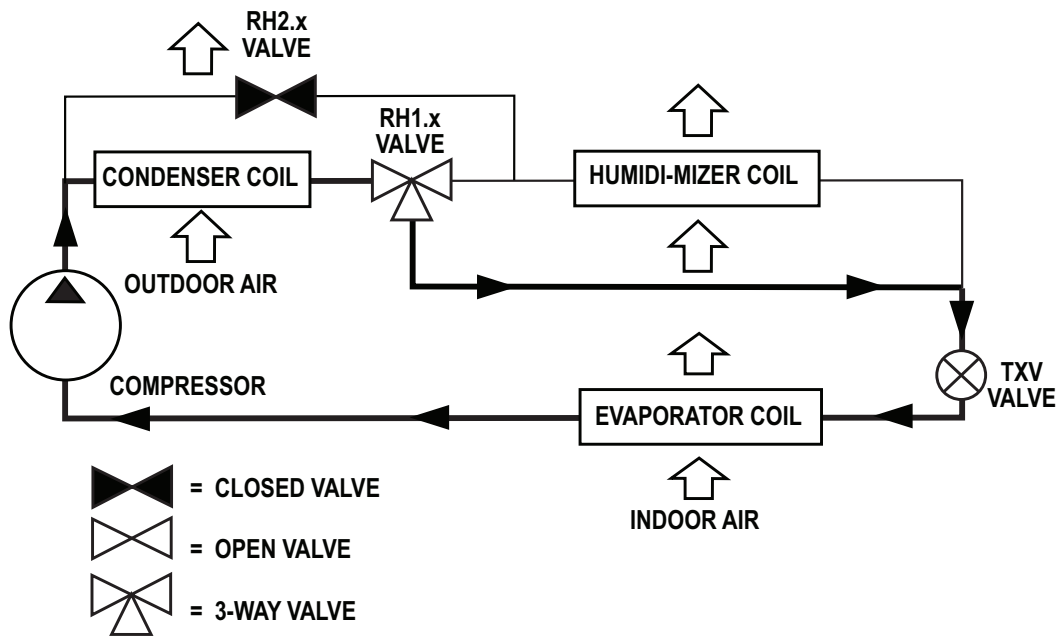 RH2.x
VALVE
RH1.x
VALVE
CONDENSER COIL
HUMIDI-MIZER COIL
OUTDOOR AIR
COMPRESSOR
TXV
VALVE
EVAPORATOR COIL
INDOOR AIR
= CLOSED VALVE
= OPEN VALVE
= 3-WAY VALVE